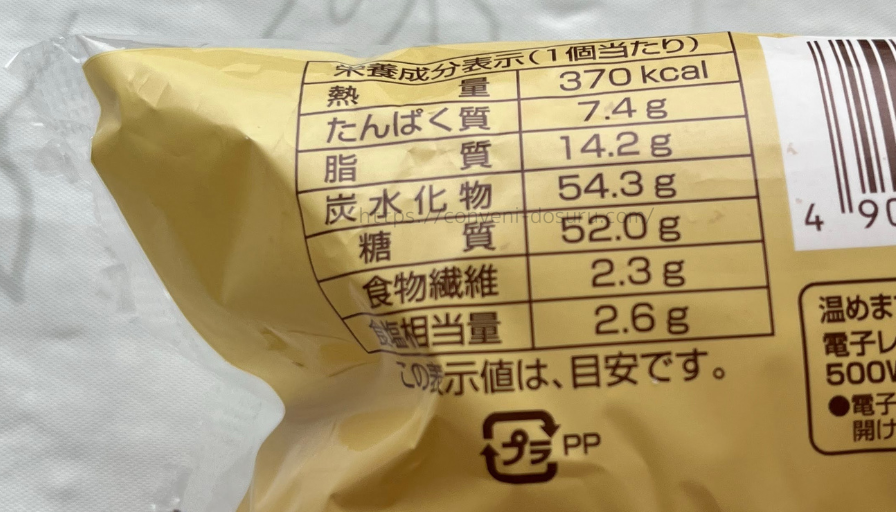 栄養成分表示(1個当たり)
熱量 370 kcal
たんぱく質 7.4 g
脂質 14.2 g
炭水化物 54.3 g
糖質 52.0 g
食物繊維 2.3 g
食塩相当量 2.6 g
この表示値は、目安です。
プラ PP
https://conveni-dosuru.com/
4 90
温めま
電子レ
500W
●電子
開け